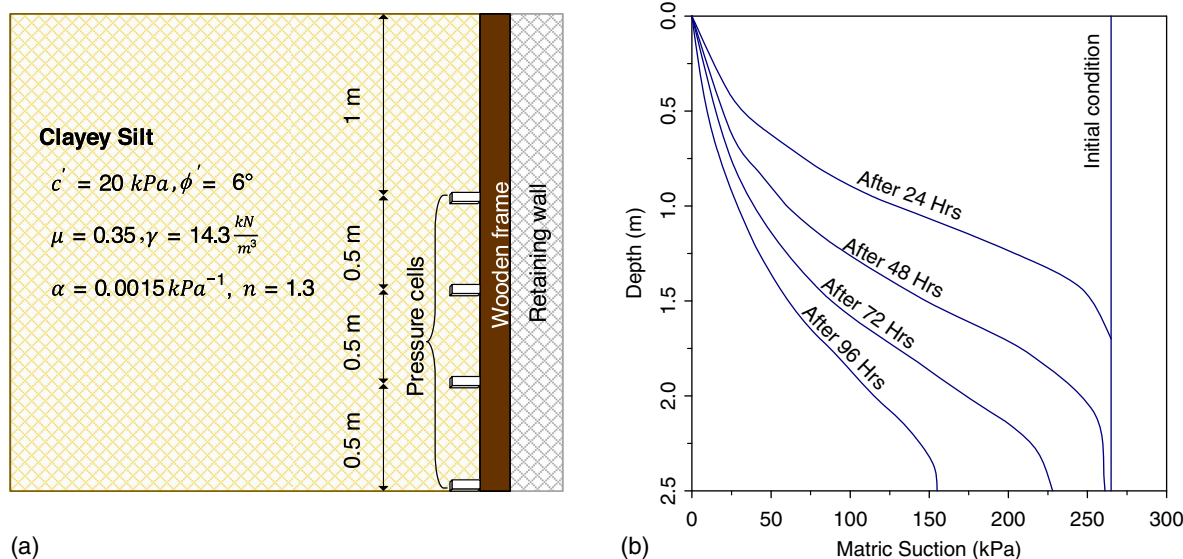 1 m
Clayey Silt
c′ = 20 kPa, ϕ′ = 6°
μ = 0.35, γ = 14.3 kN/m³
α = 0.0015 kPa⁻¹, n = 1.3
0.5 m
0.5 m
0.5 m
Pressure cells
Wooden frame
Retaining wall
(a)
0.0
0.5
1.0
1.5
2.0
2.5
Depth (m)
Initial condition
After 24 Hrs
After 48 Hrs
After 72 Hrs
After 96 Hrs
0 50 100 150 200 250 300
Matric Suction (kPa)
(b)